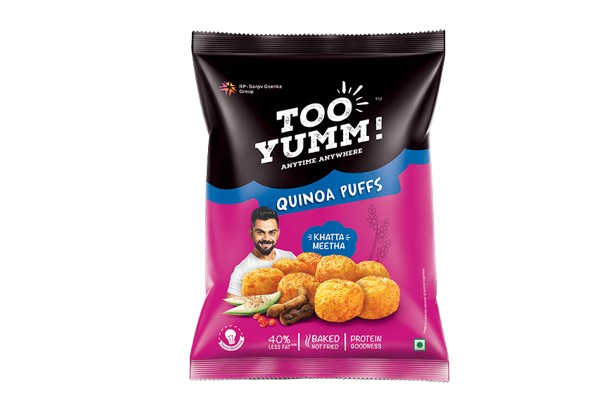 RP-Sanjiv Goenka
Group
TOO
YUMM!
TM
ANYTIME ANYWHERE
QUINOA PUFFS
KHATTA
MEETHA
40%
LESS FAT**
BAKED
NOT FRIED
PROTEIN
GOODNESS